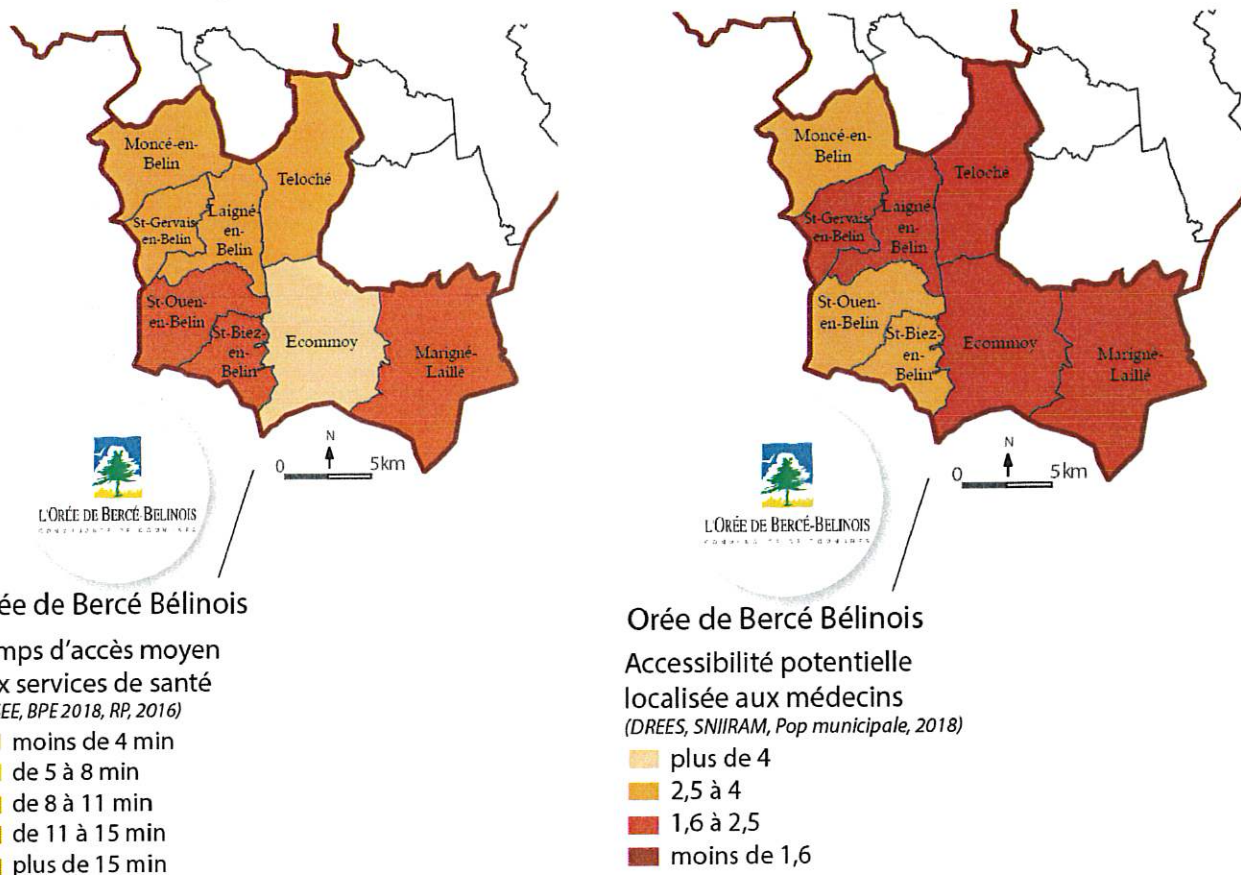 Moncé-en-
Belin
Teloché
St-Gervais-
en-Belin
Laigné-
en-
Belin
St-Ouen-
en-Belin
St-Biez-
en-
Belin
Ecommoy
Marigné-
Laillé
N
0 5km
L'ORÉE DE BERCÉ-BELINOIS
ée de Bercé Bélinois
mps d'accès moyen
x services de santé
EE, BPE 2018, RP, 2016)
moins de 4 min
de 5 à 8 min
de 8 à 11 min
de 11 à 15 min
plus de 15 min
Moncé-en-
Belin
Teloché
St-Gervais-
en-Belin
Laigné-
en-
Belin
St-Ouen-
en-Belin
St-Biez-
en-
Belin
Ecommoy
Marigné-
Laillé
N
0 5km
L'ORÉE DE BERCÉ-BELINOIS
Orée de Bercé Bélinois
Accessibilité potentielle
localisée aux médecins
(DREES, SNIIRAM, Pop municipale, 2018)
plus de 4
2,5 à 4
1,6 à 2,5
moins de 1,6